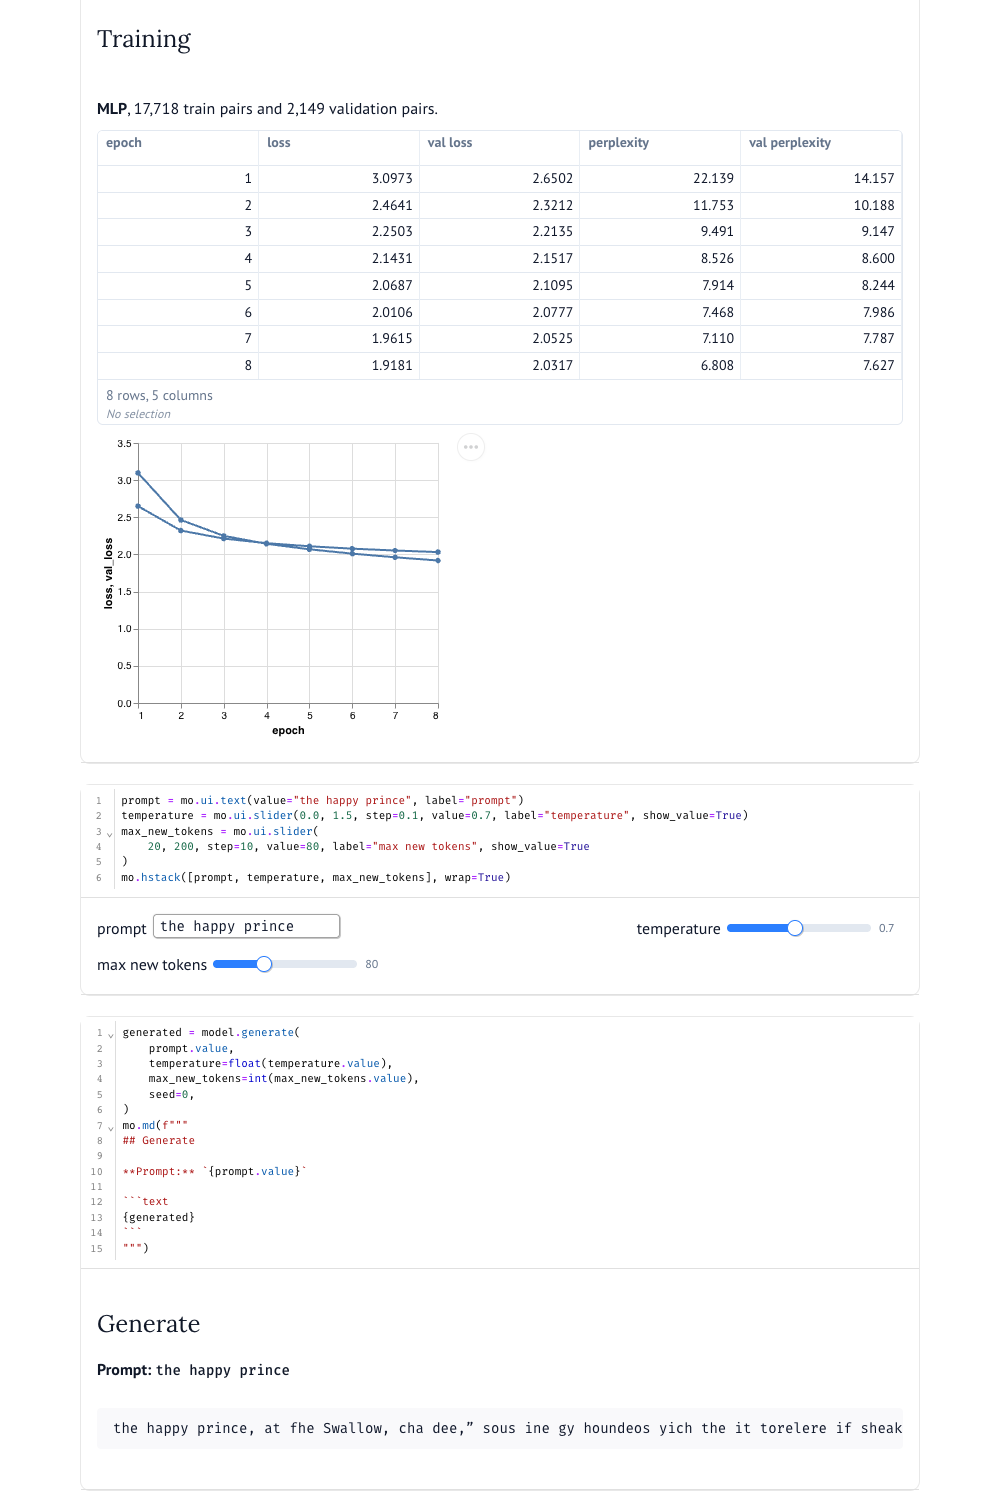 Training
MLP, 17,718 train pairs and 2,149 validation pairs.
epoch loss val loss perplexity val perplexity
1 3.0973 2.6502 22.139 14.157
2 2.4641 2.3212 11.753 10.188
3 2.2503 2.2135 9.491 9.147
4 2.1431 2.1517 8.526 8.600
5 2.0687 2.1095 7.914 8.244
6 2.0106 2.0777 7.468 7.986
7 1.9615 2.0525 7.110 7.787
8 1.9181 2.0317 6.808 7.627
8 rows, 5 columns
No selection
3.5
3.0
2.5
2.0
1.5
1.0
0.5
0.0
loss, val_loss
1 2 3 4 5 6 7 8
epoch
1 prompt = mo.ui.text(value="the happy prince", label="prompt")
2 temperature = mo.ui.slider(0.0, 1.5, step=0.1, value=0.7, label="temperature", show_value=True)
3 max_new_tokens = mo.ui.slider(
4     20, 200, step=10, value=80, label="max new tokens", show_value=True
5 )
6 mo.hstack([prompt, temperature, max_new_tokens], wrap=True)
prompt the happy prince temperature 0.7
max new tokens 80
1 generated = model.generate(
2     prompt.value,
3     temperature=float(temperature.value),
4     max_new_tokens=int(max_new_tokens.value),
5     seed=0,
6 )
7 mo.md(f"""
8 ## Generate
9
10 **Prompt:** `{prompt.value}`
11
12 ```text
13 {generated}
14 ```
15 """)
Generate
Prompt: the happy prince
the happy prince, at fhe Swallow, cha dee,” sous ine gy houndeos yich the it torelere if sheak